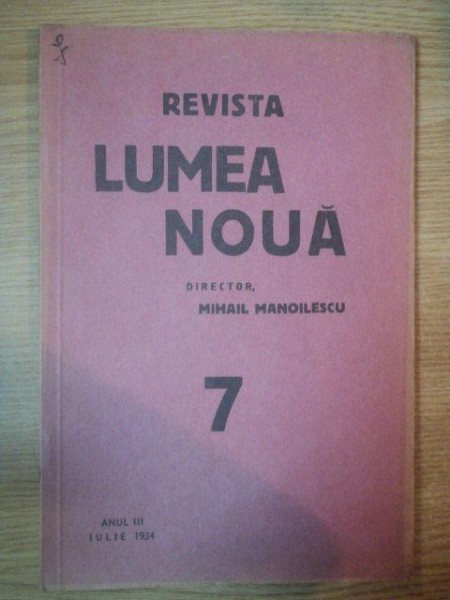 REVISTA
LUMEA
NOUĂ
DIRECTOR,
MIHAIL MANOILESCU
7
ANUL III
IULIE 1934